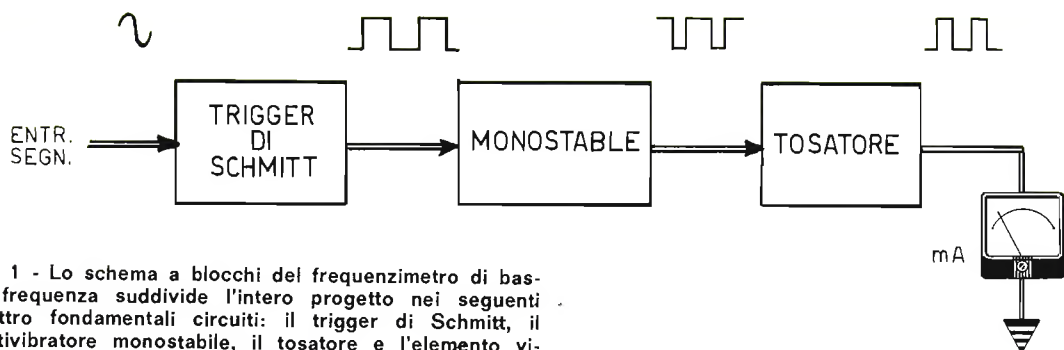 ENTR.
SEGN.
TRIGGER
DI
SCHMITT
MONOSTABLE
TOSATORE
mA
1 - Lo schema a blocchi del frequenzimetro di bas-
frequenza suddivide l'intero progetto nei seguenti
ttro fondamentali circuiti: il trigger di Schmitt, il
tivibratore monostabile, il tosatore e l'elemento vi-